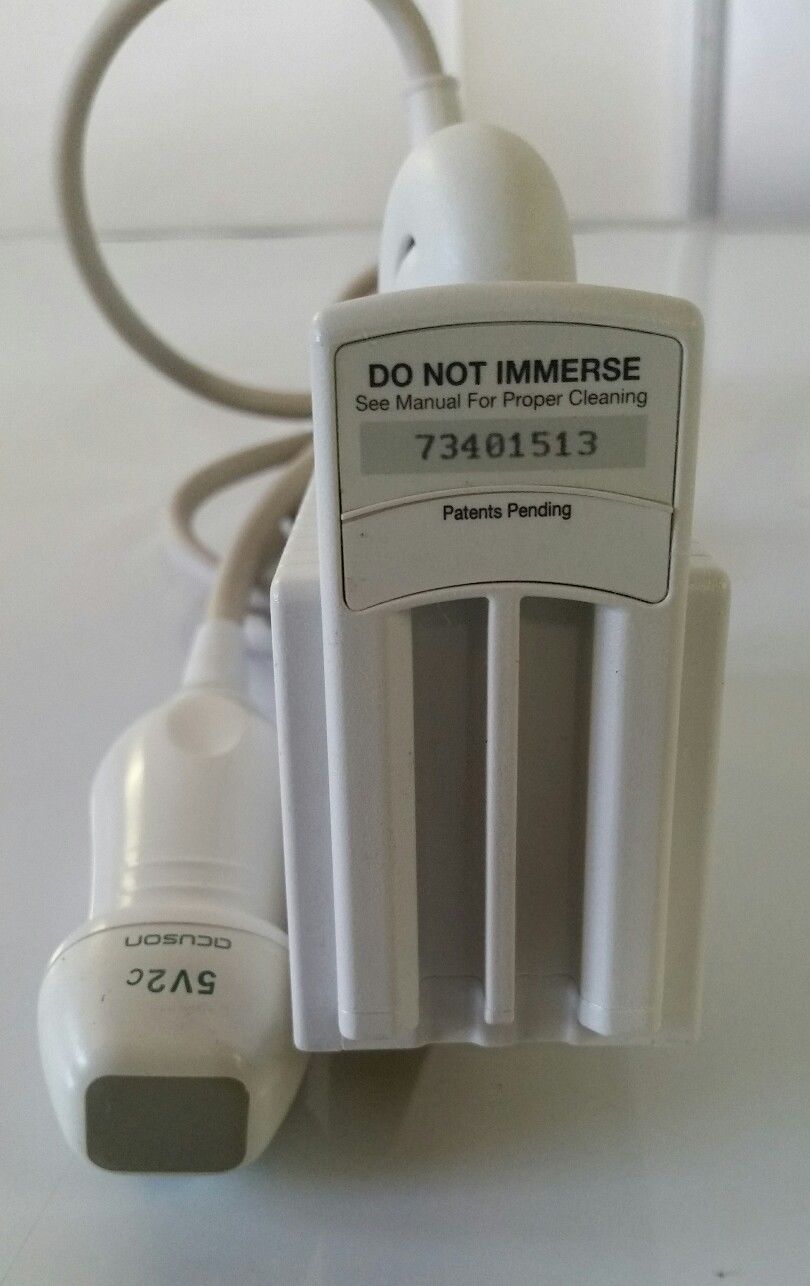 DO NOT IMMERSE
See Manual For Proper Cleaning
73401513
Patents Pending
acuson
5V2c